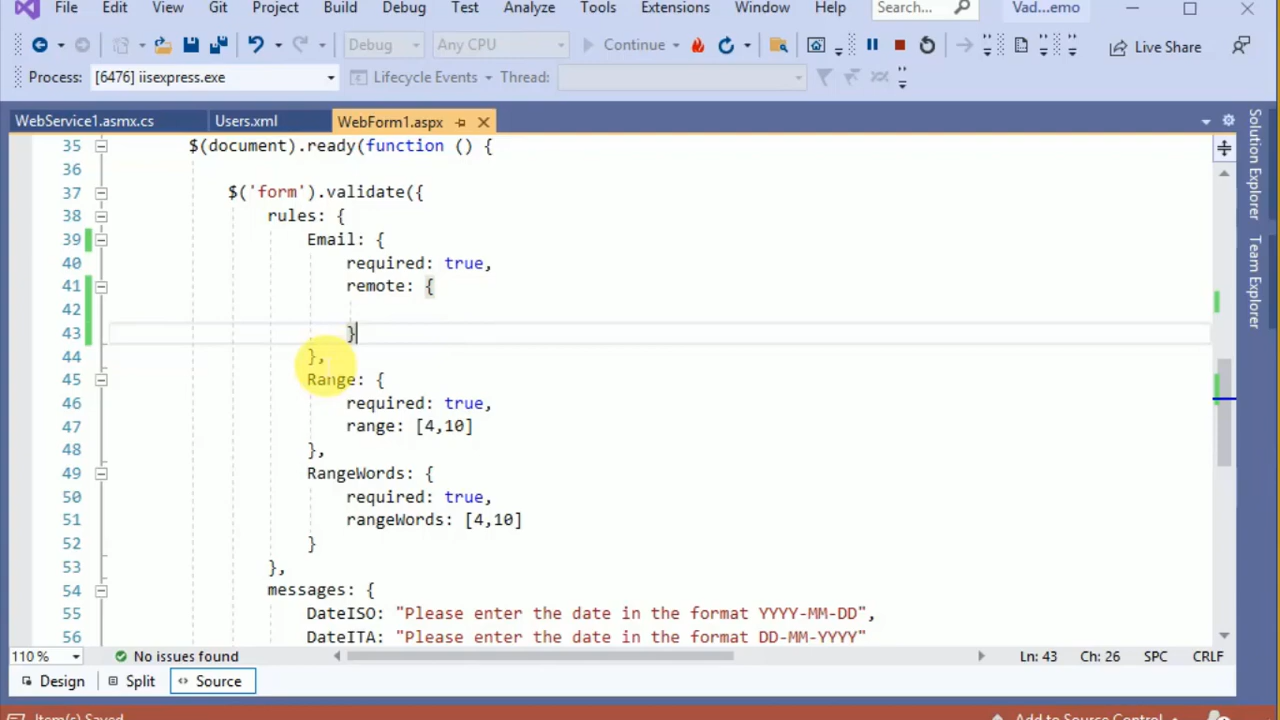 File Edit View Git Project Build Debug Test Analyze Tools Extensions Window Help Search... Vad...emo
Debug Any CPU Continue Live Share
Process: [6476] iisexpress.exe Lifecycle Events Thread:
WebService1.asmx.cs Users.xml WebForm1.aspx
35 $(document).ready(function () {
36
37 $('form').validate({
38 rules: {
39 Email: {
40 required: true,
41 remote: {
42
43 }
44 },
45 Range: {
46 required: true,
47 range: [4,10]
48 },
49 RangeWords: {
50 required: true,
51 rangeWords: [4,10]
52 }
53 },
54 messages: {
55 DateISO: "Please enter the date in the format YYYY-MM-DD",
56 DateITA: "Please enter the date in the format DD-MM-YYYY"
110 % No issues found Ln: 43 Ch: 26 SPC CRLF
Design Split Source
Item(s) Saved Add to Source Control
Solution Explorer
Team Explorer